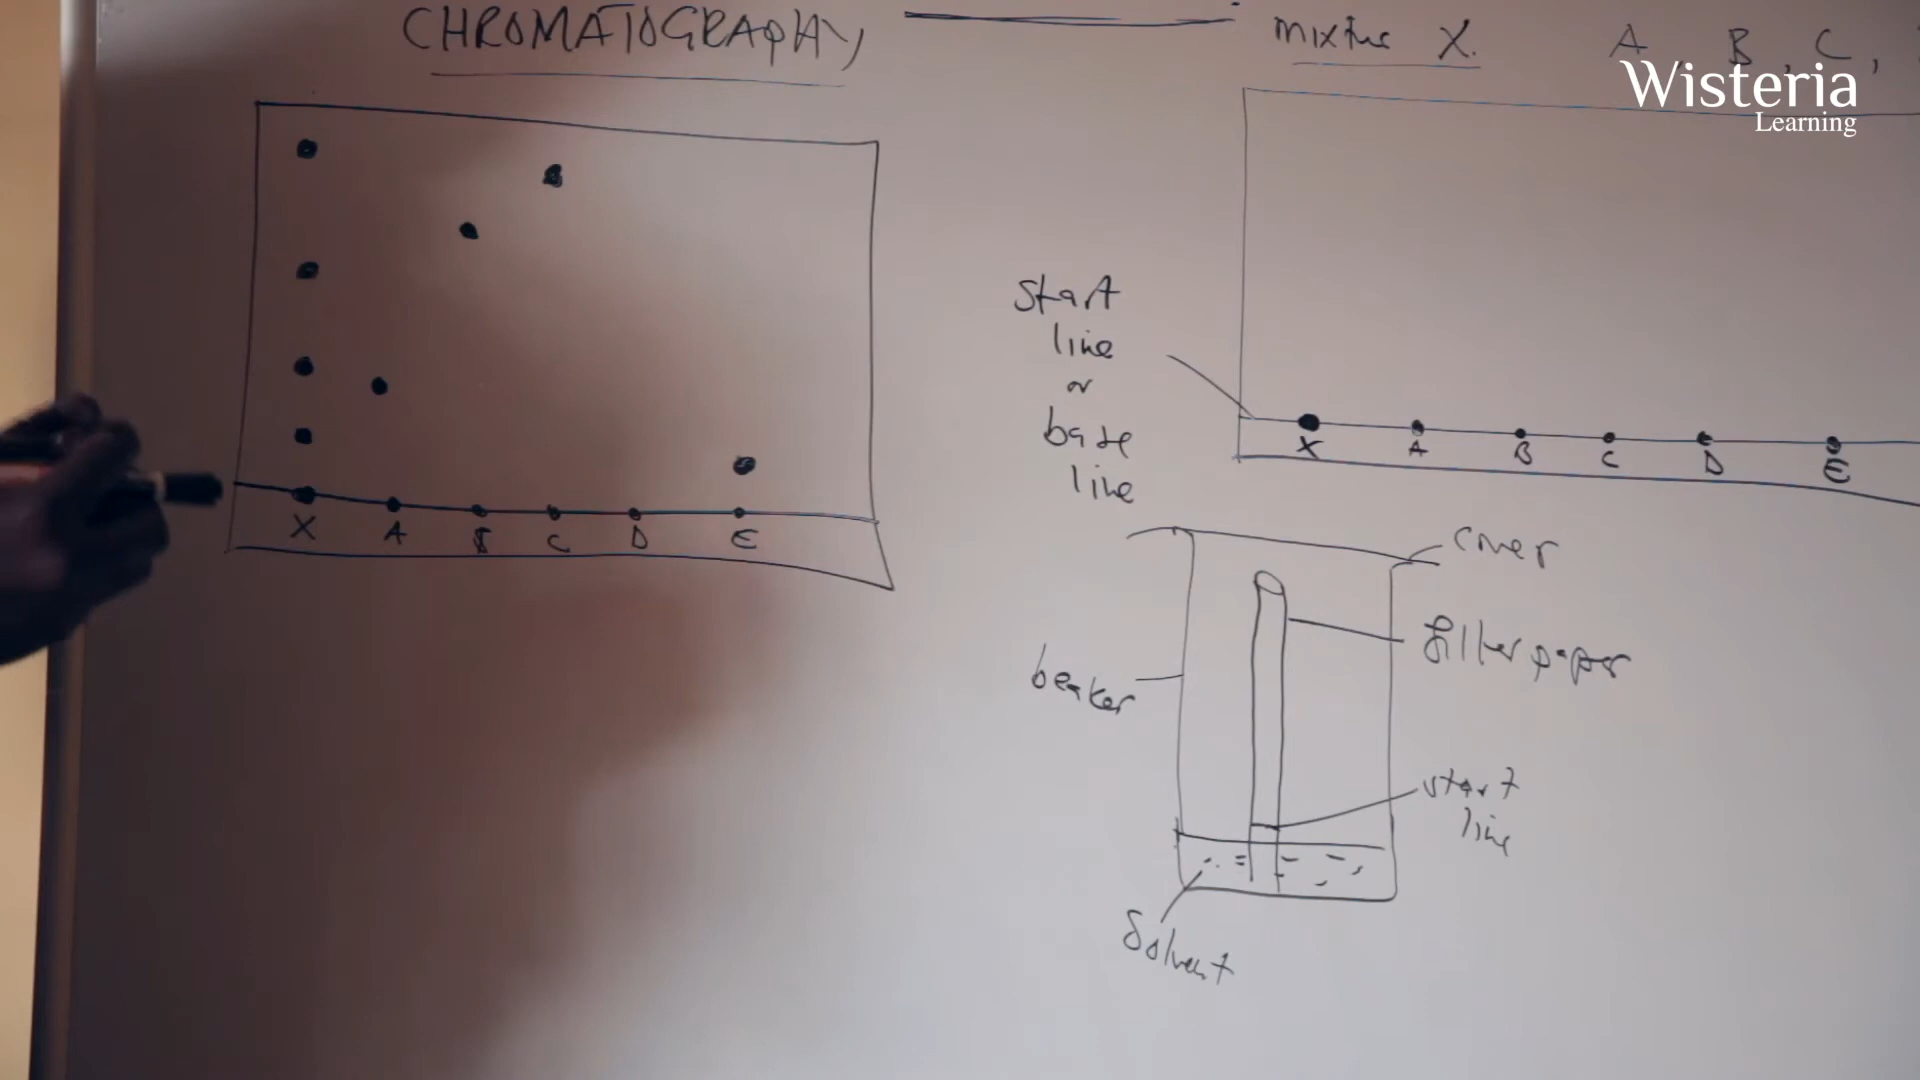 CHROMATOGRAPHY
mixture X. A, B, C,
Wisteria
Learning
X A B C D E
start
line
or
base
line
X A B C D E
cover
filter paper
beaker
start
line
Solvent